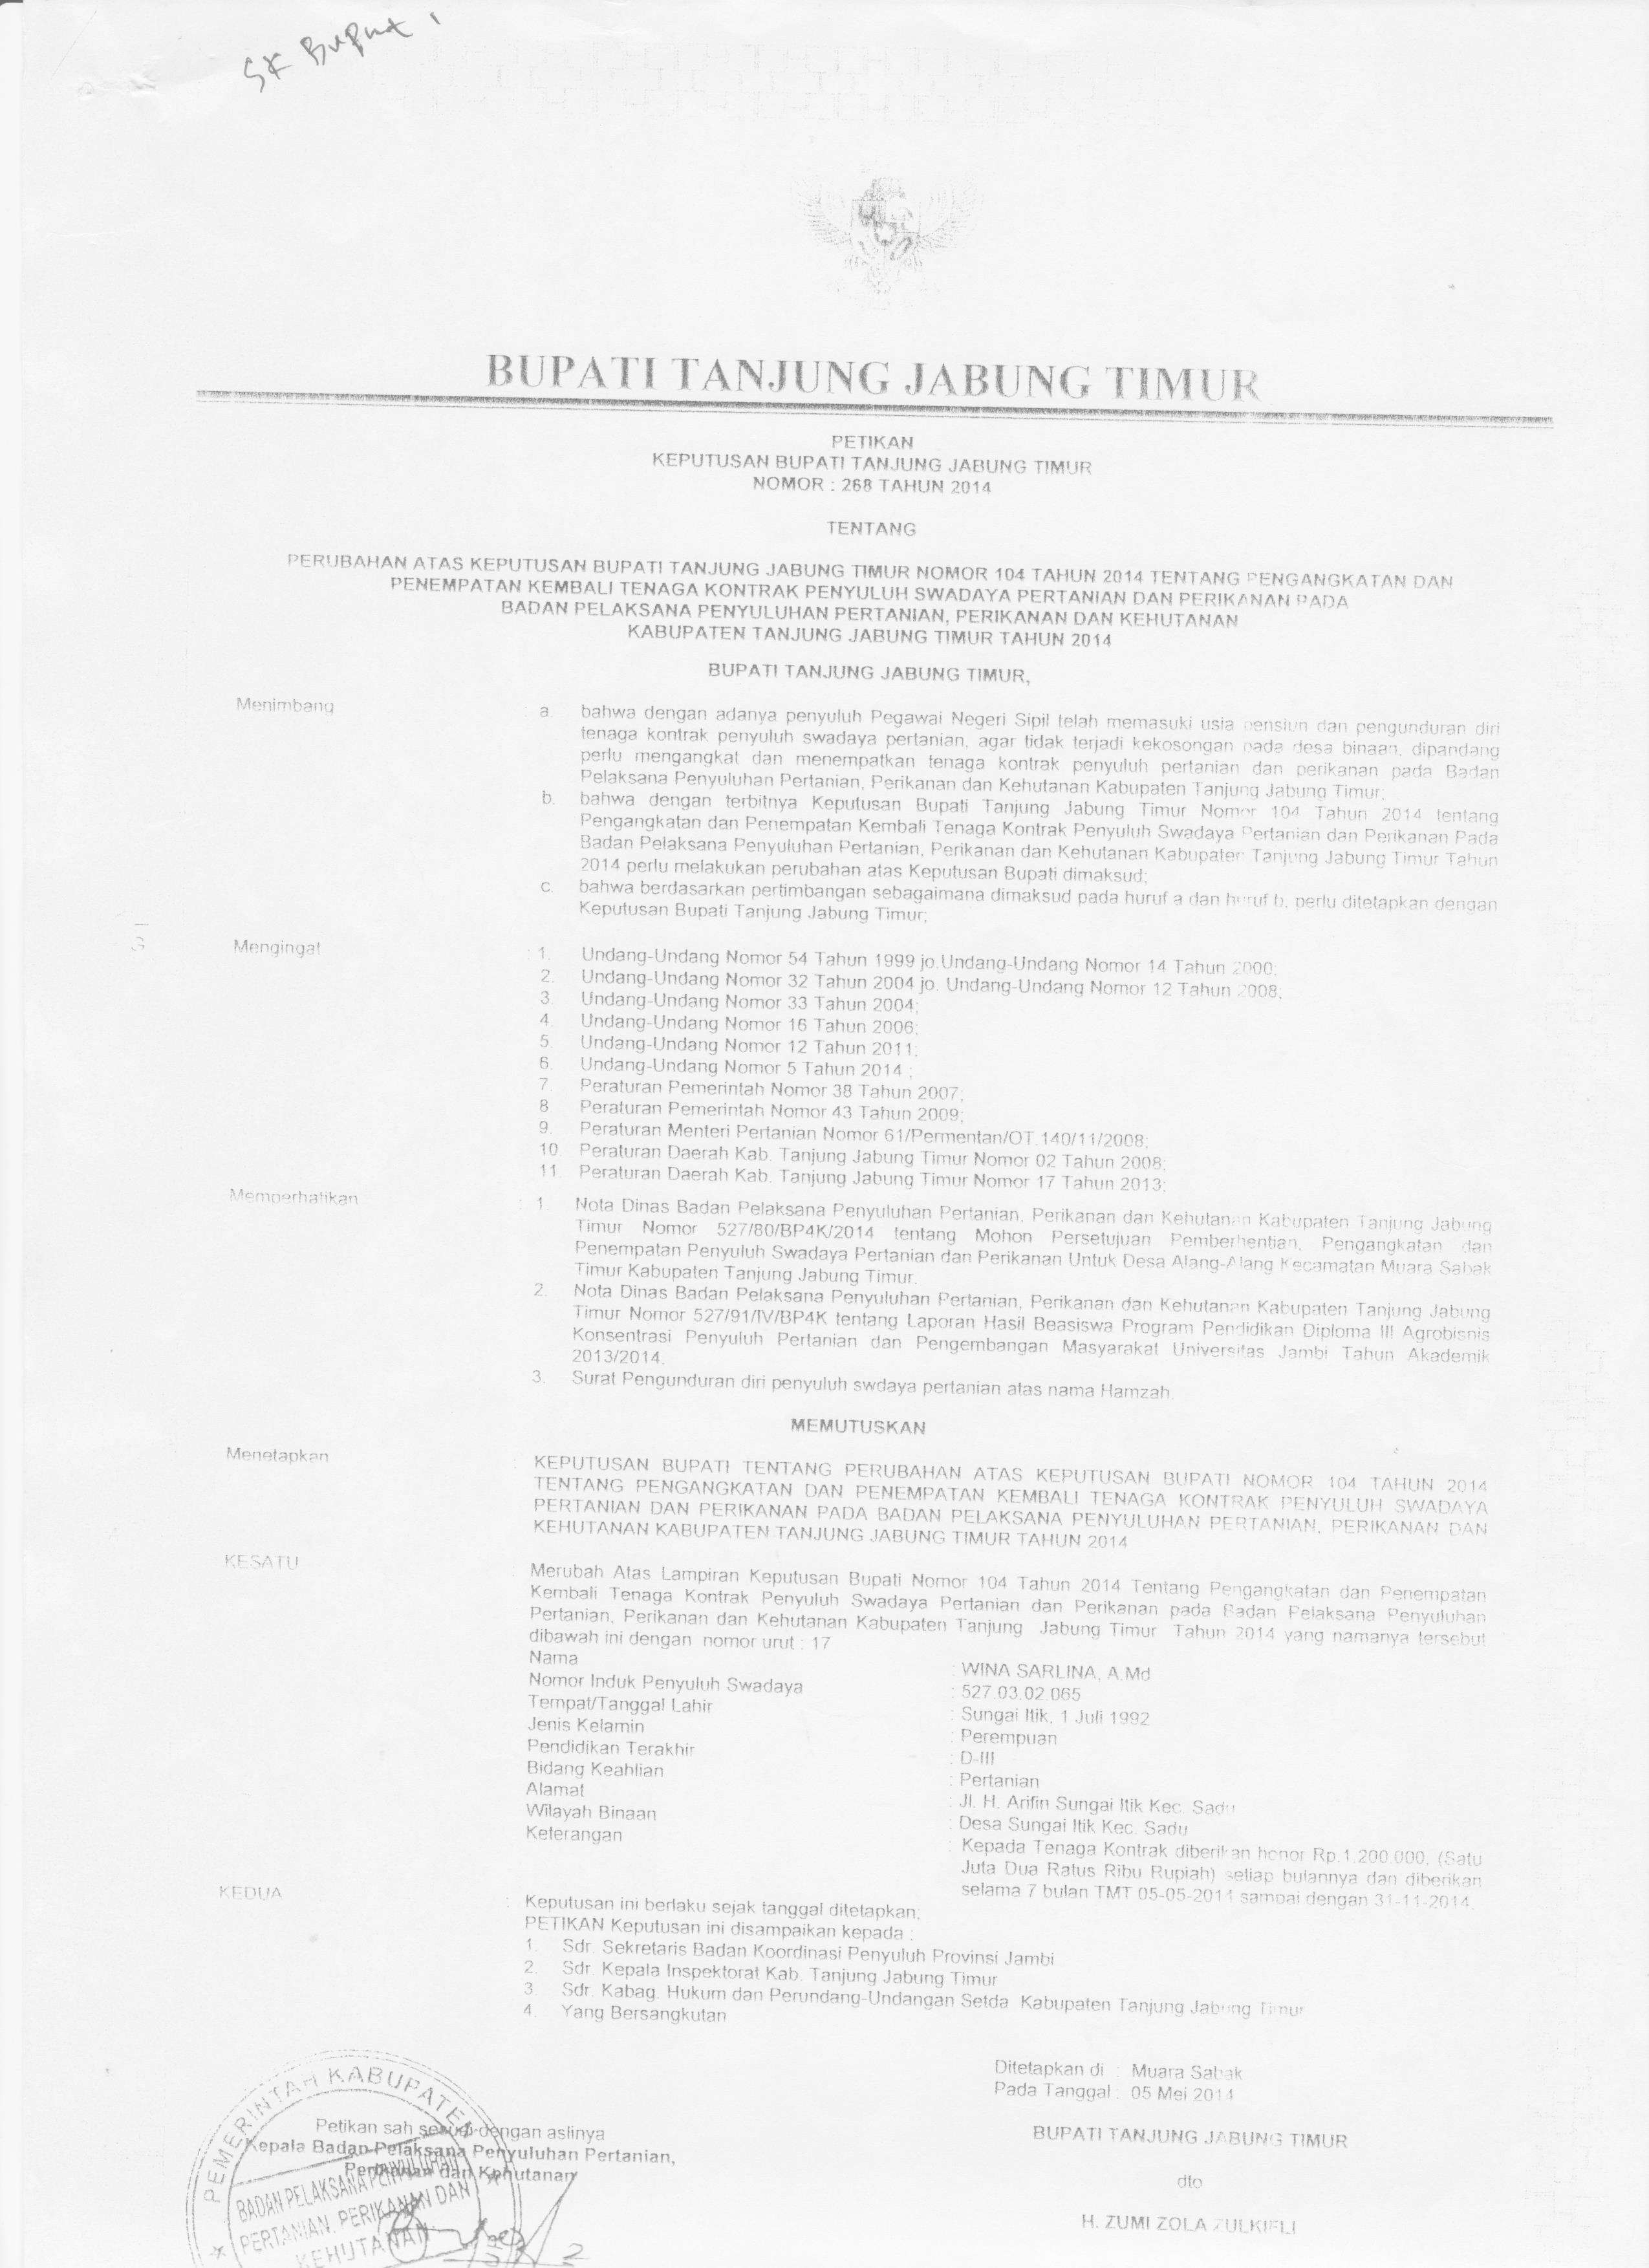 SK Bupati
BUPATI TANJUNG JABUNG TIMUR
PETIKAN
KEPUTUSAN BUPATI TANJUNG JABUNG TIMUR
NOMOR : 268 TAHUN 2014
TENTANG
PERUBAHAN ATAS KEPUTUSAN BUPATI TANJUNG JABUNG TIMUR NOMOR 104 TAHUN 2014 TENTANG PENGANGKATAN DAN
PENEMPATAN KEMBALI TENAGA KONTRAK PENYULUH SWADAYA PERTANIAN DAN PERIKANAN PADA
BADAN PELAKSANA PENYULUHAN PERTANIAN, PERIKANAN DAN KEHUTANAN
KABUPATEN TANJUNG JABUNG TIMUR TAHUN 2014
BUPATI TANJUNG JABUNG TIMUR,
Menimbang : a. bahwa dengan adanya penyuluh Pegawai Negeri Sipil telah memasuki usia pensiun dan pengunduran diri
tenaga kontrak penyuluh swadaya pertanian, agar tidak terjadi kekosongan pada desa binaan, dipandang
perlu mengangkat dan menempatkan tenaga kontrak penyuluh pertanian dan perikanan pada Badan
Pelaksana Penyuluhan Pertanian, Perikanan dan Kehutanan Kabupaten Tanjung Jabung Timur;
b. bahwa dengan terbitnya Keputusan Bupati Tanjung Jabung Timur Nomor 104 Tahun 2014 tentang
Pengangkatan dan Penempatan Kembali Tenaga Kontrak Penyuluh Swadaya Pertanian dan Perikanan Pada
Badan Pelaksana Penyuluhan Pertanian, Perikanan dan Kehutanan Kabupaten Tanjung Jabung Timur Tahun
2014 perlu melakukan perubahan atas Keputusan Bupati dimaksud;
c. bahwa berdasarkan pertimbangan sebagaimana dimaksud pada huruf a dan huruf b, perlu ditetapkan dengan
Keputusan Bupati Tanjung Jabung Timur;
Mengingat : 1. Undang-Undang Nomor 54 Tahun 1999 jo.Undang-Undang Nomor 14 Tahun 2000;
2. Undang-Undang Nomor 32 Tahun 2004 jo. Undang-Undang Nomor 12 Tahun 2008;
3 Undang-Undang Nomor 33 Tahun 2004;
4. Undang-Undang Nomor 16 Tahun 2006;
5. Undang-Undang Nomor 12 Tahun 2011;
6. Undang-Undang Nomor 5 Tahun 2014 ;
7. Peraturan Pemerintah Nomor 38 Tahun 2007;
8 Peraturan Pemerintah Nomor 43 Tahun 2009;
9. Peraturan Menteri Pertanian Nomor 61/Permentan/OT.140/11/2008;
10. Peraturan Daerah Kab. Tanjung Jabung Timur Nomor 02 Tahun 2008;
11. Peraturan Daerah Kab. Tanjung Jabung Timur Nomor 17 Tahun 2013;
Memperhatikan : 1. Nota Dinas Badan Pelaksana Penyuluhan Pertanian, Perikanan dan Kehutanan Kabupaten Tanjung Jabung
Timur Nomor 527/80/BP4K/2014 tentang Mohon Persetujuan Pemberhentian, Pengangkatan dan
Penempatan Penyuluh Swadaya Pertanian dan Perikanan Untuk Desa Alang-Alang Kecamatan Muara Sabak
Timur Kabupaten Tanjung Jabung Timur.
2. Nota Dinas Badan Pelaksana Penyuluhan Pertanian, Perikanan dan Kehutanan Kabupaten Tanjung Jabung
Timur Nomor 527/91/IV/BP4K tentang Laporan Hasil Beasiswa Program Pendidikan Diploma III Agrobisnis
Konsentrasi Penyuluh Pertanian dan Pengembangan Masyarakat Universitas Jambi Tahun Akademik
2013/2014.
3. Surat Pengunduran diri penyuluh swdaya pertanian atas nama Hamzah.
MEMUTUSKAN
Menetapkan : KEPUTUSAN BUPATI TENTANG PERUBAHAN ATAS KEPUTUSAN BUPATI NOMOR 104 TAHUN 2014
TENTANG PENGANGKATAN DAN PENEMPATAN KEMBALI TENAGA KONTRAK PENYULUH SWADAYA
PERTANIAN DAN PERIKANAN PADA BADAN PELAKSANA PENYULUHAN PERTANIAN, PERIKANAN DAN
KEHUTANAN KABUPATEN TANJUNG JABUNG TIMUR TAHUN 2014
KESATU : Merubah Atas Lampiran Keputusan Bupati Nomor 104 Tahun 2014 Tentang Pengangkatan dan Penempatan
Kembali Tenaga Kontrak Penyuluh Swadaya Pertanian dan Perikanan pada Badan Pelaksana Penyuluhan
Pertanian, Perikanan dan Kehutanan Kabupaten Tanjung Jabung Timur Tahun 2014 yang namanya tersebut
dibawah ini dengan nomor urut : 17
Nama : WINA SARLINA, A.Md
Nomor Induk Penyuluh Swadaya : 527.03.02.065
Tempat/Tanggal Lahir : Sungai Itik, 1 Juli 1992
Jenis Kelamin : Perempuan
Pendidikan Terakhir : D-III
Bidang Keahlian : Pertanian
Alamat : Jl. H. Arifin Sungai Itik Kec. Sadu
Wilayah Binaan : Desa Sungai Itik Kec. Sadu
Keterangan : Kepada Tenaga Kontrak diberikan honor Rp.1.200.000, (Satu
Juta Dua Ratus Ribu Rupiah) setiap bulannya dan diberikan
selama 7 bulan TMT 05-05-2014 sampai dengan 31-11-2014.
KEDUA : Keputusan ini berlaku sejak tanggal ditetapkan;
PETIKAN Keputusan ini disampaikan kepada :
1. Sdr. Sekretaris Badan Koordinasi Penyuluh Provinsi Jambi
2. Sdr. Kepala Inspektorat Kab. Tanjung Jabung Timur
3 Sdr. Kabag. Hukum dan Perundang-Undangan Setda Kabupaten Tanjung Jabung Timur
4. Yang Bersangkutan
Ditetapkan di : Muara Sabak
Pada Tanggal : 05 Mei 2014
BUPATI TANJUNG JABUNG TIMUR
dto
H. ZUMI ZOLA ZULKIFLI
Petikan sah sesuai dengan aslinya
Kepala Badan Pelaksana Penyuluhan Pertanian,
Perikanan dan Kehutanan
PEMERINTAH KABUPATEN
BADAN PELAKSANA PENYULUHAN
PERTANIAN, PERIKANAN DAN
KEHUTANAN